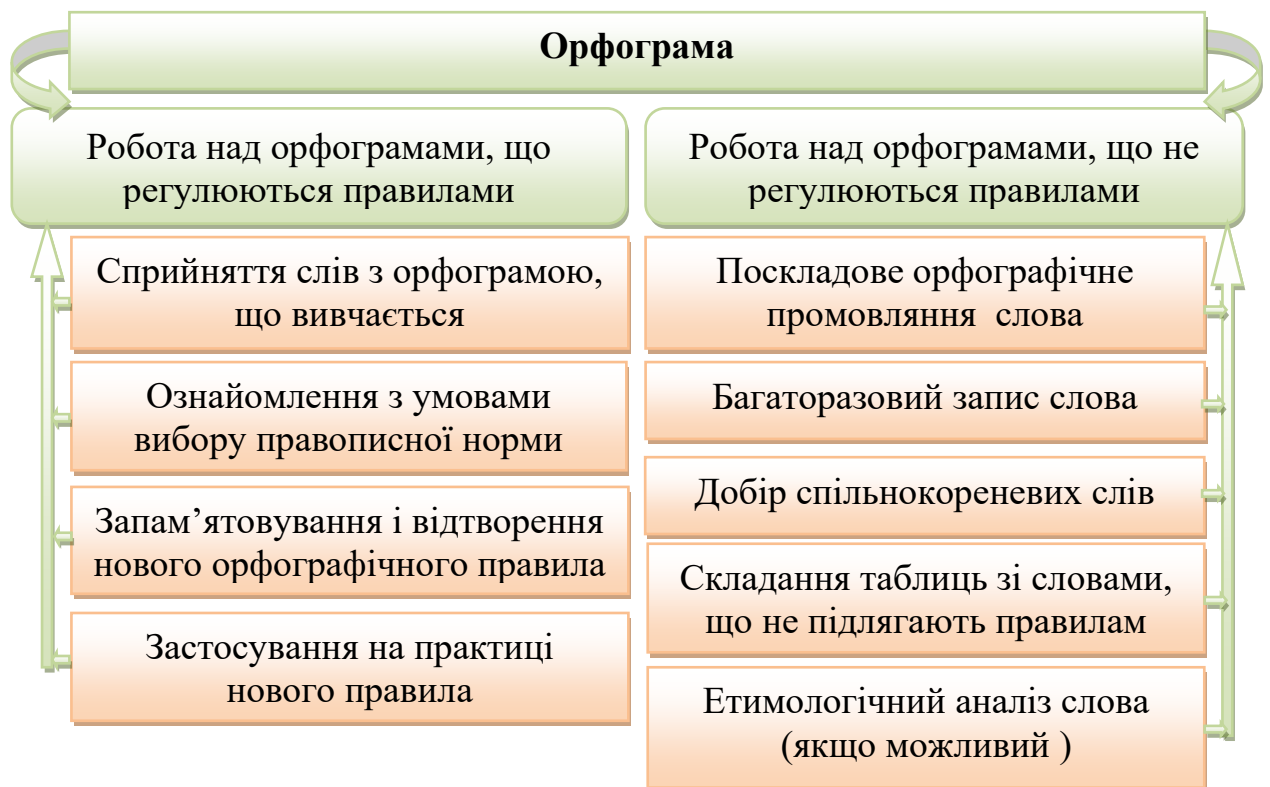 Орфограма
Робота над орфограмами, що
регулюються правилами
Сприйняття слів з орфограмою,
що вивчається
Ознайомлення з умовами
вибору правописної норми
Запам’ятовування і відтворення
нового орфографічного правила
Застосування на практиці
нового правила
Робота над орфограмами, що не
регулюються правилами
Поскладове орфографічне
промовляння слова
Багаторазовий запис слова
Добір спільнокореневих слів
Складання таблиць зі словами,
що не підлягають правилам
Етимологічний аналіз слова
(якщо можливий )